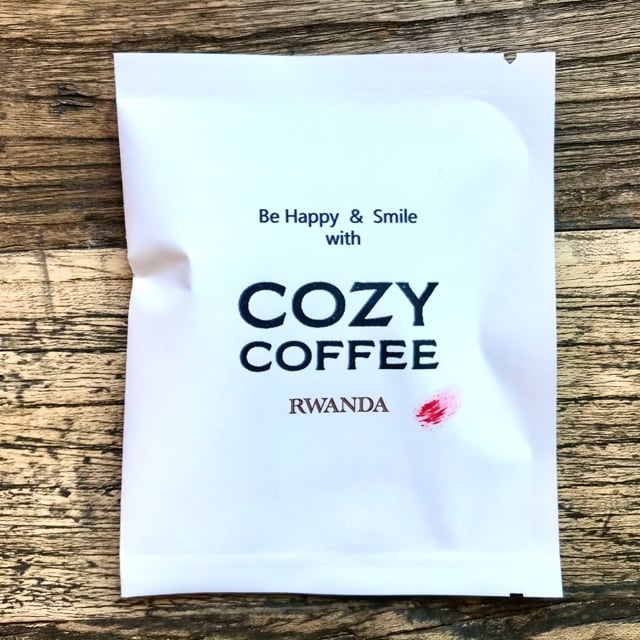 Be Happy & Smile
with
COZY
COFFEE
RWANDA